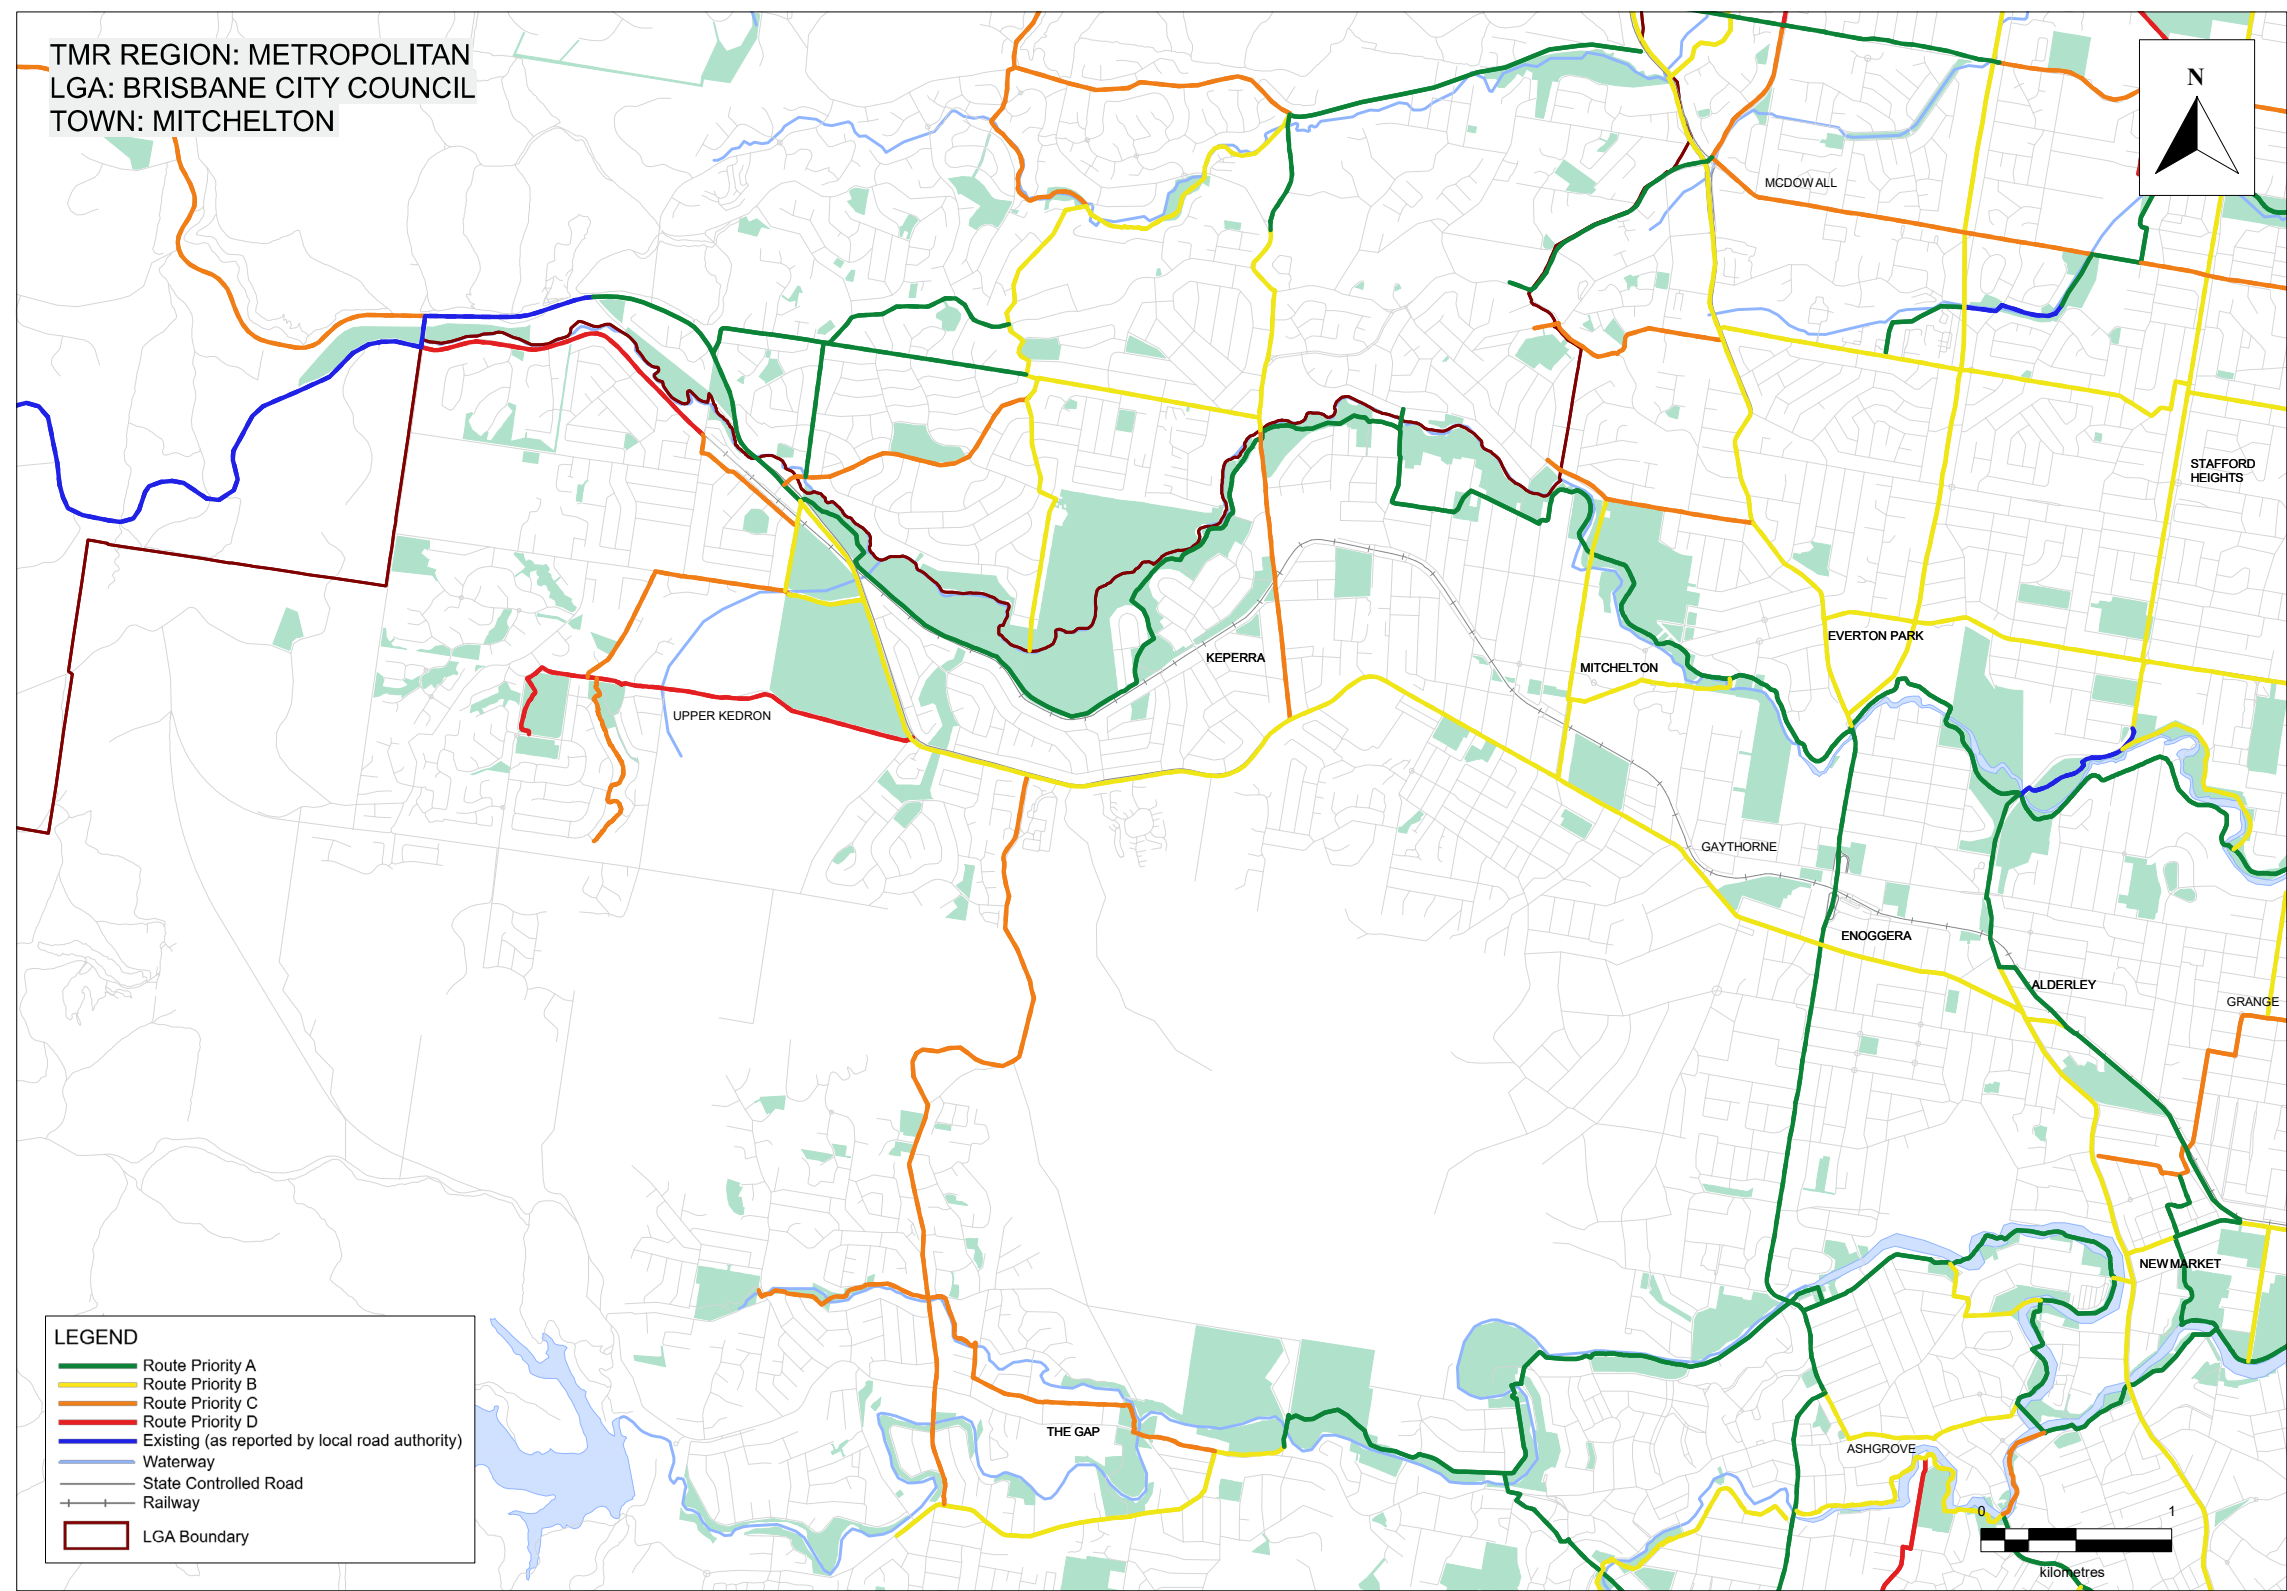 TMR REGION: METROPOLITAN
LGA: BRISBANE CITY COUNCIL
TOWN: MITCHELTON
N
MCDOWALL
STAFFORD
HEIGHTS
EVERTON PARK
KEPERRA
MITCHELTON
UPPER KEDRON
GAYTHORNE
ENOGGERA
ALDERLEY
GRANGE
NEWMARKET
THE GAP
ASHGROVE
LEGEND
Route Priority A
Route Priority B
Route Priority C
Route Priority D
Existing (as reported by local road authority)
Waterway
State Controlled Road
Railway
LGA Boundary
0 1
kilometres